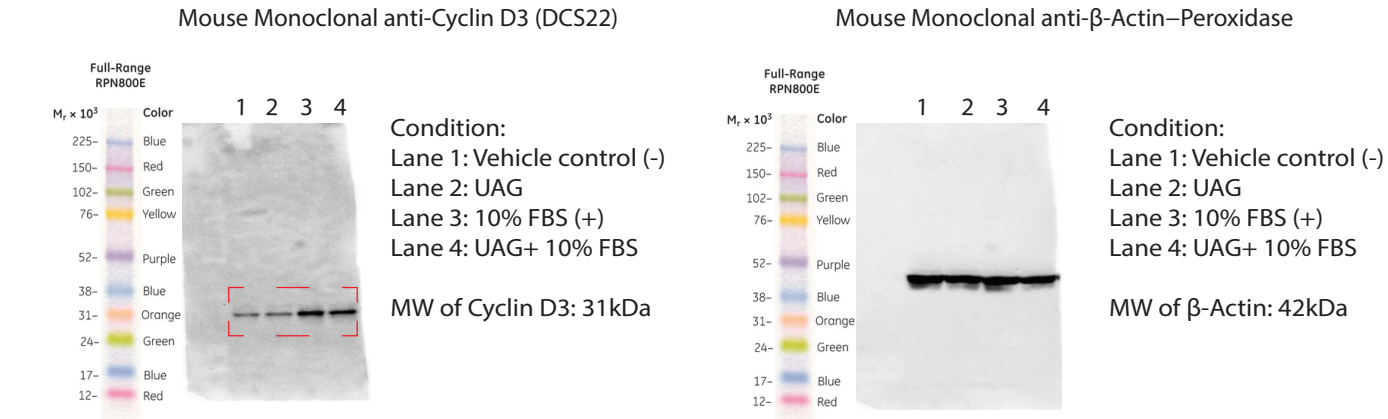 Mouse Monoclonal anti-Cyclin D3 (DCS22)
Full-Range
RPN800E
Mr × 10³ Color
225- Blue
150- Red
102- Green
76- Yellow
52- Purple
38- Blue
31- Orange
24- Green
17- Blue
12- Red
1 2 3 4
Condition:
Lane 1: Vehicle control (-)
Lane 2: UAG
Lane 3: 10% FBS (+)
Lane 4: UAG+ 10% FBS
MW of Cyclin D3: 31kDa
Mouse Monoclonal anti-β-Actin–Peroxidase
Full-Range
RPN800E
Mr × 10³ Color
225- Blue
150- Red
102- Green
76- Yellow
52- Purple
38- Blue
31- Orange
24- Green
17- Blue
12- Red
1 2 3 4
Condition:
Lane 1: Vehicle control (-)
Lane 2: UAG
Lane 3: 10% FBS (+)
Lane 4: UAG+ 10% FBS
MW of β-Actin: 42kDa